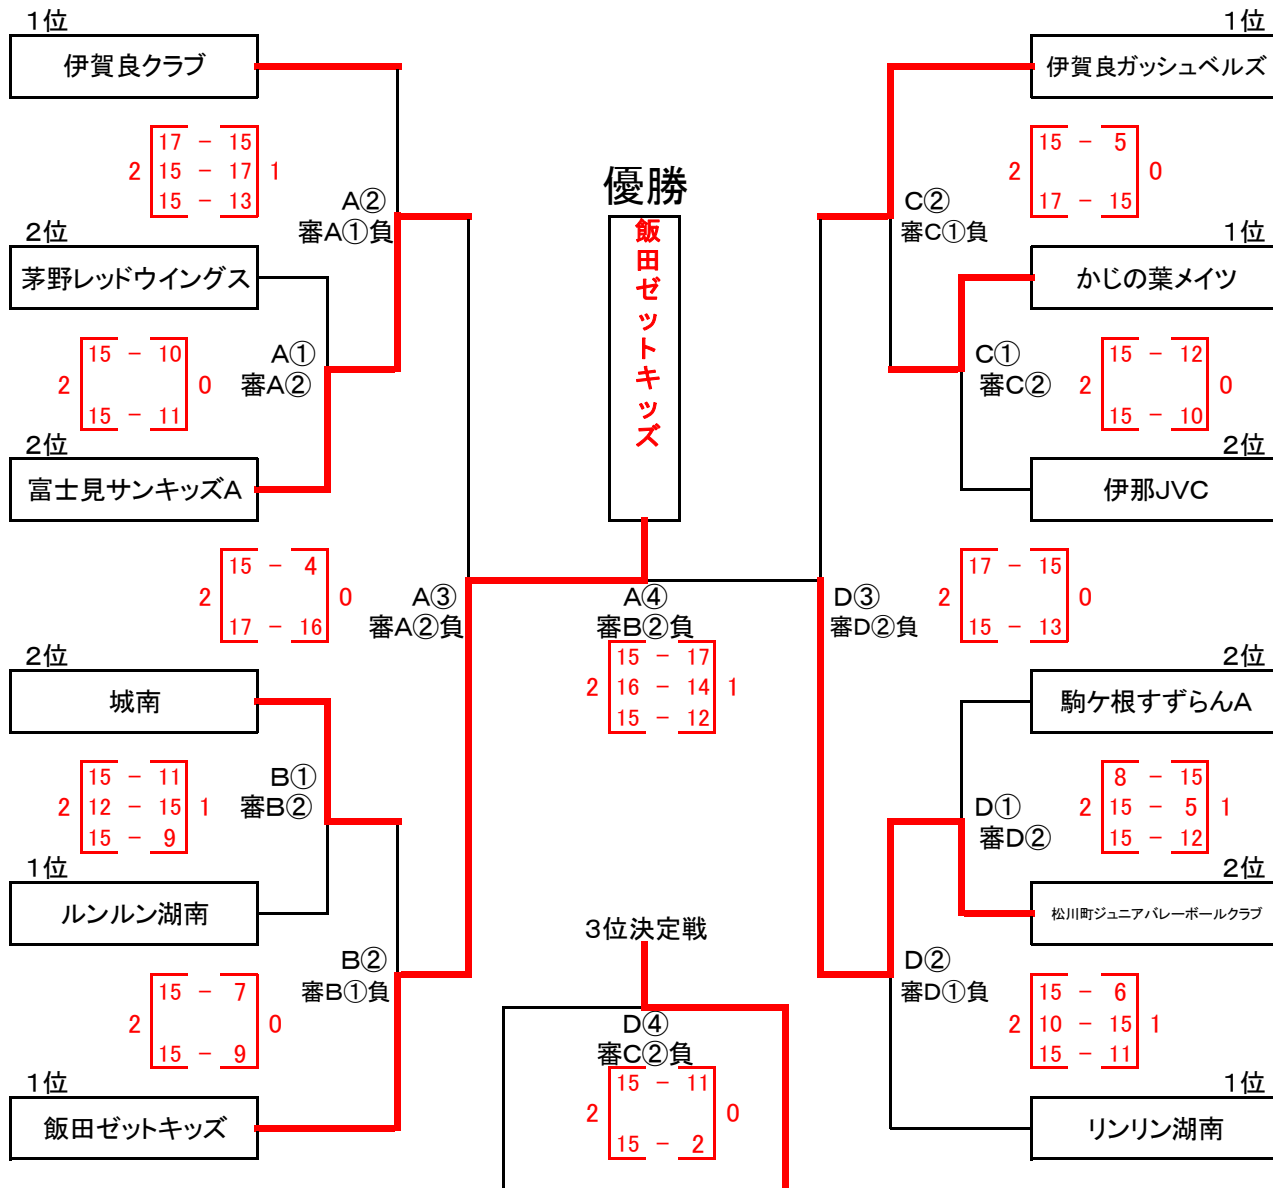 1位
伊賀良クラブ
17 － 15
2 15 － 17 1
15 － 13
A②
審A①負
2位
茅野レッドウイングス
15 － 10
2 0
15 － 11
A①
審A②
2位
富士見サンキッズA
15 － 4
2 0
17 － 16
A③
審A②負
2位
城南
15 － 11
2 12 － 15 1
15 － 9
B①
審B②
1位
ルンルン湖南
B②
審B①負
15 － 7
2 0
15 － 9
1位
飯田ゼットキッズ
優勝
飯田ゼットキッズ
A④
審B②負
15 － 17
2 16 － 14 1
15 － 12
3位決定戦
D④
審C②負
15 － 11
2 0
15 － 2
1位
伊賀良ガッシュベルズ
15 － 5
2 0
17 － 15
C②
審C①負
1位
かじの葉メイツ
C①
審C②
15 － 12
2 0
15 － 10
2位
伊那JVC
D③
審D②負
17 － 15
2 0
15 － 13
2位
駒ケ根すずらんA
8 － 15
2 15 － 5 1
15 － 12
D①
審D②
2位
松川町ジュニアバレーボールクラブ
D②
審D①負
15 － 6
2 10 － 15 1
15 － 11
1位
リンリン湖南